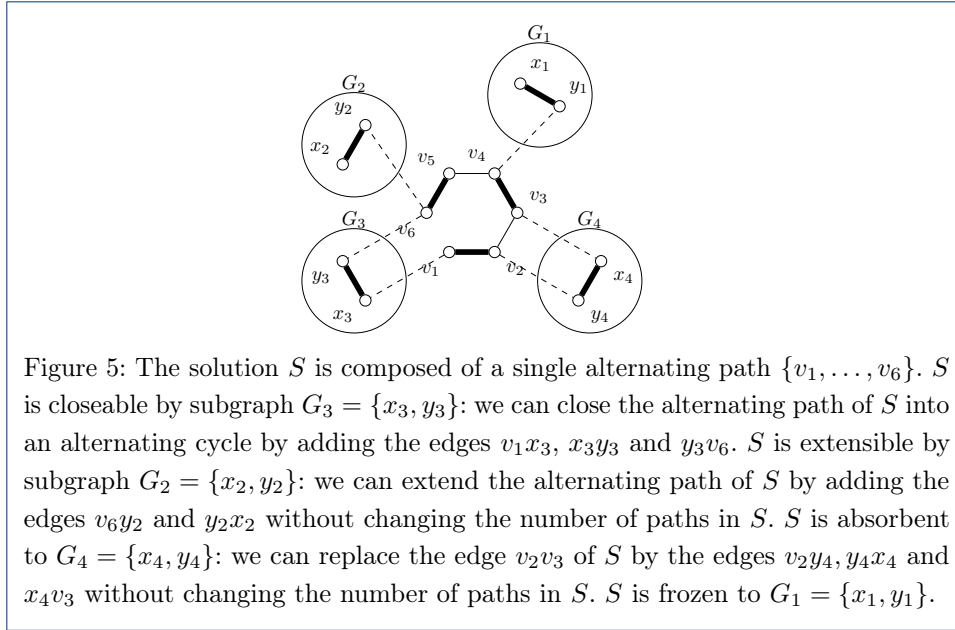 G₁
x₁
y₁
G₂
y₂
x₂
v₅
v₄
v₃
G₃
v₆
G₄
y₃
v₁
v₂
x₄
x₃
y₄
Figure 5: The solution S is composed of a single alternating path {v₁, . . . , v₆}. S
is closeable by subgraph G₃ = {x₃, y₃}: we can close the alternating path of S into
an alternating cycle by adding the edges v₁x₃, x₃y₃ and y₃v₆. S is extensible by
subgraph G₂ = {x₂, y₂}: we can extend the alternating path of S by adding the
edges v₆y₂ and y₂x₂ without changing the number of paths in S. S is absorbent
to G₄ = {x₄, y₄}: we can replace the edge v₂v₃ of S by the edges v₂y₄, y₄x₄ and
x₄v₃ without changing the number of paths in S. S is frozen to G₁ = {x₁, y₁}.